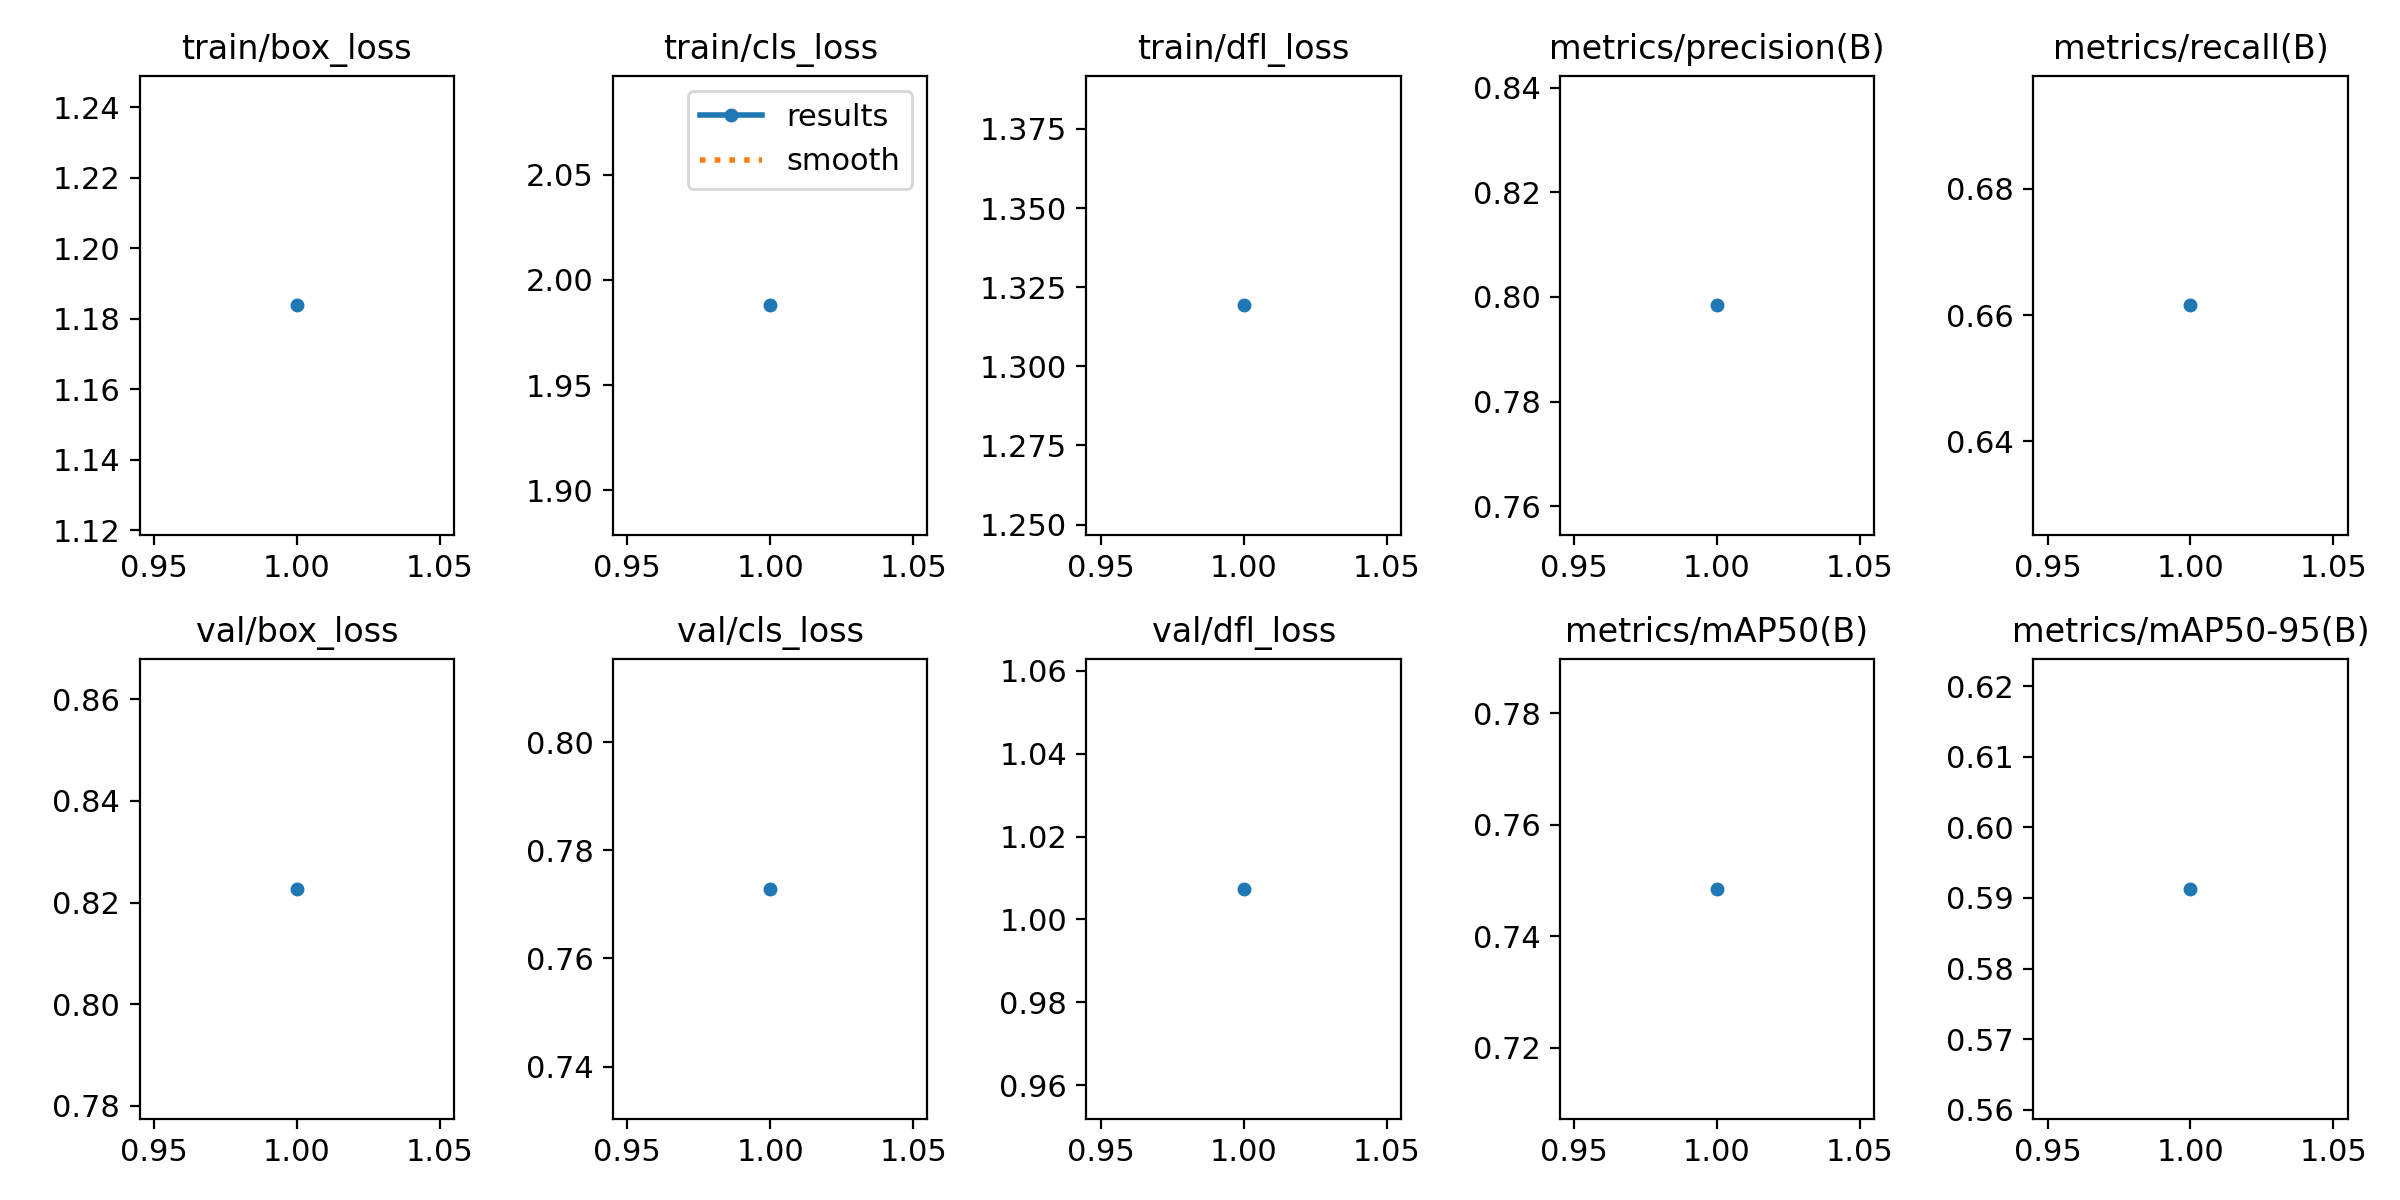 train/box_loss
1.24
1.22
1.20
1.18
1.16
1.14
1.12
0.95 1.00 1.05
train/cls_loss
results
smooth
2.05
2.00
1.95
1.90
0.95 1.00 1.05
train/dfl_loss
1.375
1.350
1.325
1.300
1.275
1.250
0.95 1.00 1.05
metrics/precision(B)
0.84
0.82
0.80
0.78
0.76
0.95 1.00 1.05
metrics/recall(B)
0.68
0.66
0.64
0.95 1.00 1.05
val/box_loss
0.86
0.84
0.82
0.80
0.78
0.95 1.00 1.05
val/cls_loss
0.80
0.78
0.76
0.74
0.95 1.00 1.05
val/dfl_loss
1.06
1.04
1.02
1.00
0.98
0.96
0.95 1.00 1.05
metrics/mAP50(B)
0.78
0.76
0.74
0.72
0.95 1.00 1.05
metrics/mAP50-95(B)
0.62
0.61
0.60
0.59
0.58
0.57
0.56
0.95 1.00 1.05